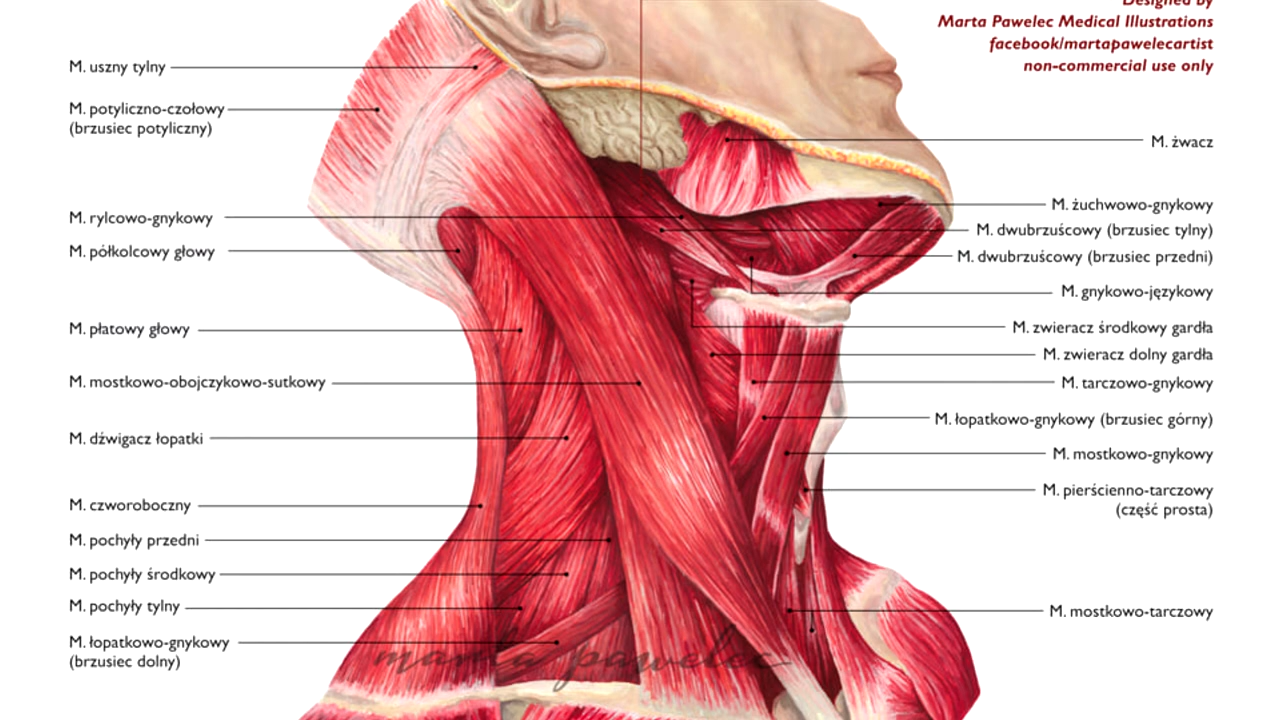 Designed by
Marta Pawelec Medical Illustrations
facebook/martapawelecartist
non-commercial use only
M. uszny tylny
M. potyliczno-czołowy
(brzusiec potyliczny)
M. rylcowo-gnykowy
M. półkolcowy głowy
M. płatowy głowy
M. mostkowo-obojczykowo-sutkowy
M. dźwigacz łopatki
M. czworoboczny
M. pochyły przedni
M. pochyły środkowy
M. pochyły tylny
M. łopatkowo-gnykowy
(brzusiec dolny)
M. żwacz
M. żuchwowo-gnykowy
M. dwubrzuścowy (brzusiec tylny)
M. dwubrzuścowy (brzusiec przedni)
M. gnykowo-językowy
M. zwieracz środkowy gardła
M. zwieracz dolny gardła
M. tarczowo-gnykowy
M. łopatkowo-gnykowy (brzusiec górny)
M. mostkowo-gnykowy
M. pierścienno-tarczowy
(część prosta)
M. mostkowo-tarczowy
marta pawelec